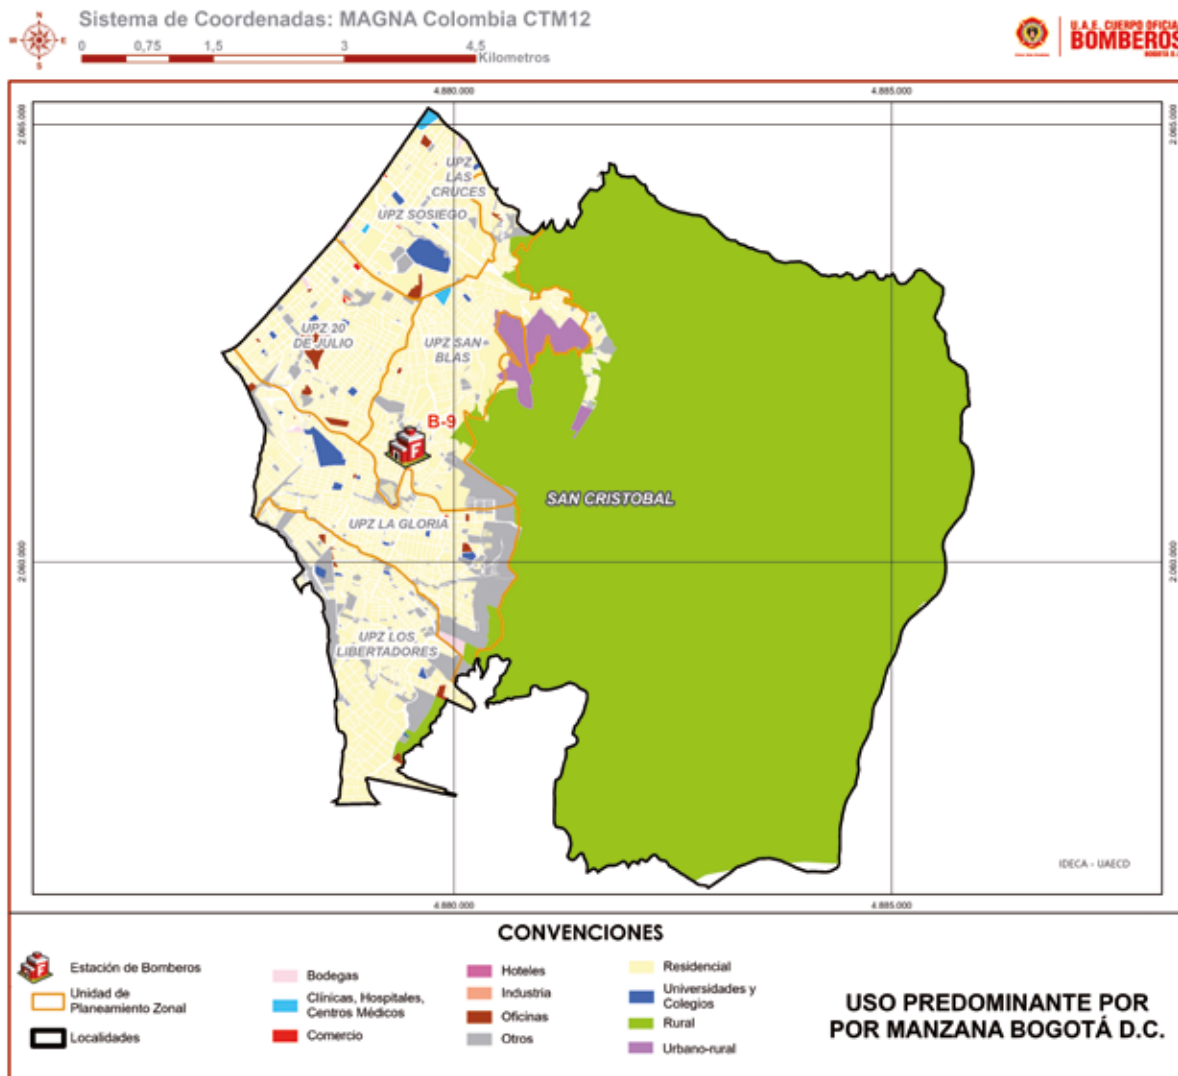 Sistema de Coordenadas: MAGNA Colombia CTM12
N
W
E
S
0 0,75 1,5 3 4,5
Kilometros
U.A.E. CUERPO OFICIAL
BOMBEROS
BOGOTÁ D.C.
4.880.000 4.885.000
2.065.000 2.065.000
UPZ
LAS
CRUCES
UPZ SOSIEGO
UPZ 20
DE JULIO
UPZ SAN
BLAS
B-9
SAN CRISTOBAL
UPZ LA GLORIA
2.060.000 2.060.000
UPZ LOS
LIBERTADORES
IDECA - UAECD
4.880.000 4.885.000
CONVENCIONES
Estación de Bomberos
Unidad de
Planeamiento Zonal
Localidades
Bodegas
Clínicas, Hospitales,
Centros Médicos
Comercio
Hoteles
Industria
Oficinas
Otros
Residencial
Universidades y
Colegios
Rural
Urbano-rural
USO PREDOMINANTE POR
POR MANZANA BOGOTÁ D.C.